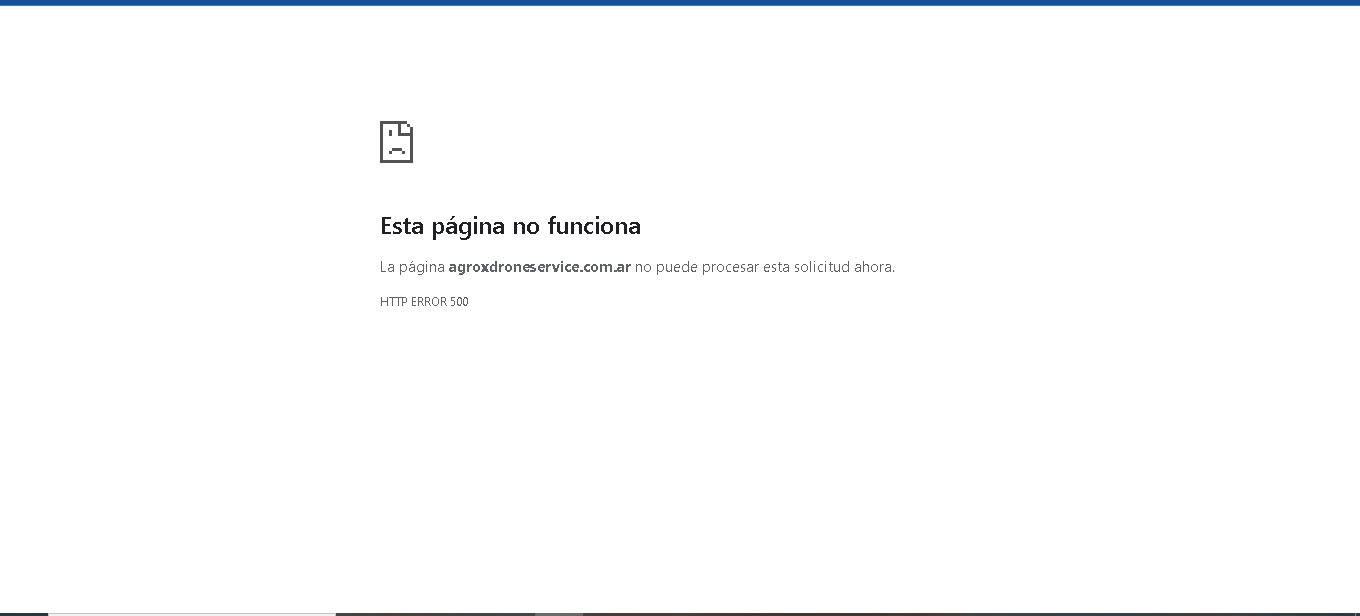 Esta página no funciona
La página agroxdroneservice.com.ar no puede procesar esta solicitud ahora.
HTTP ERROR 500